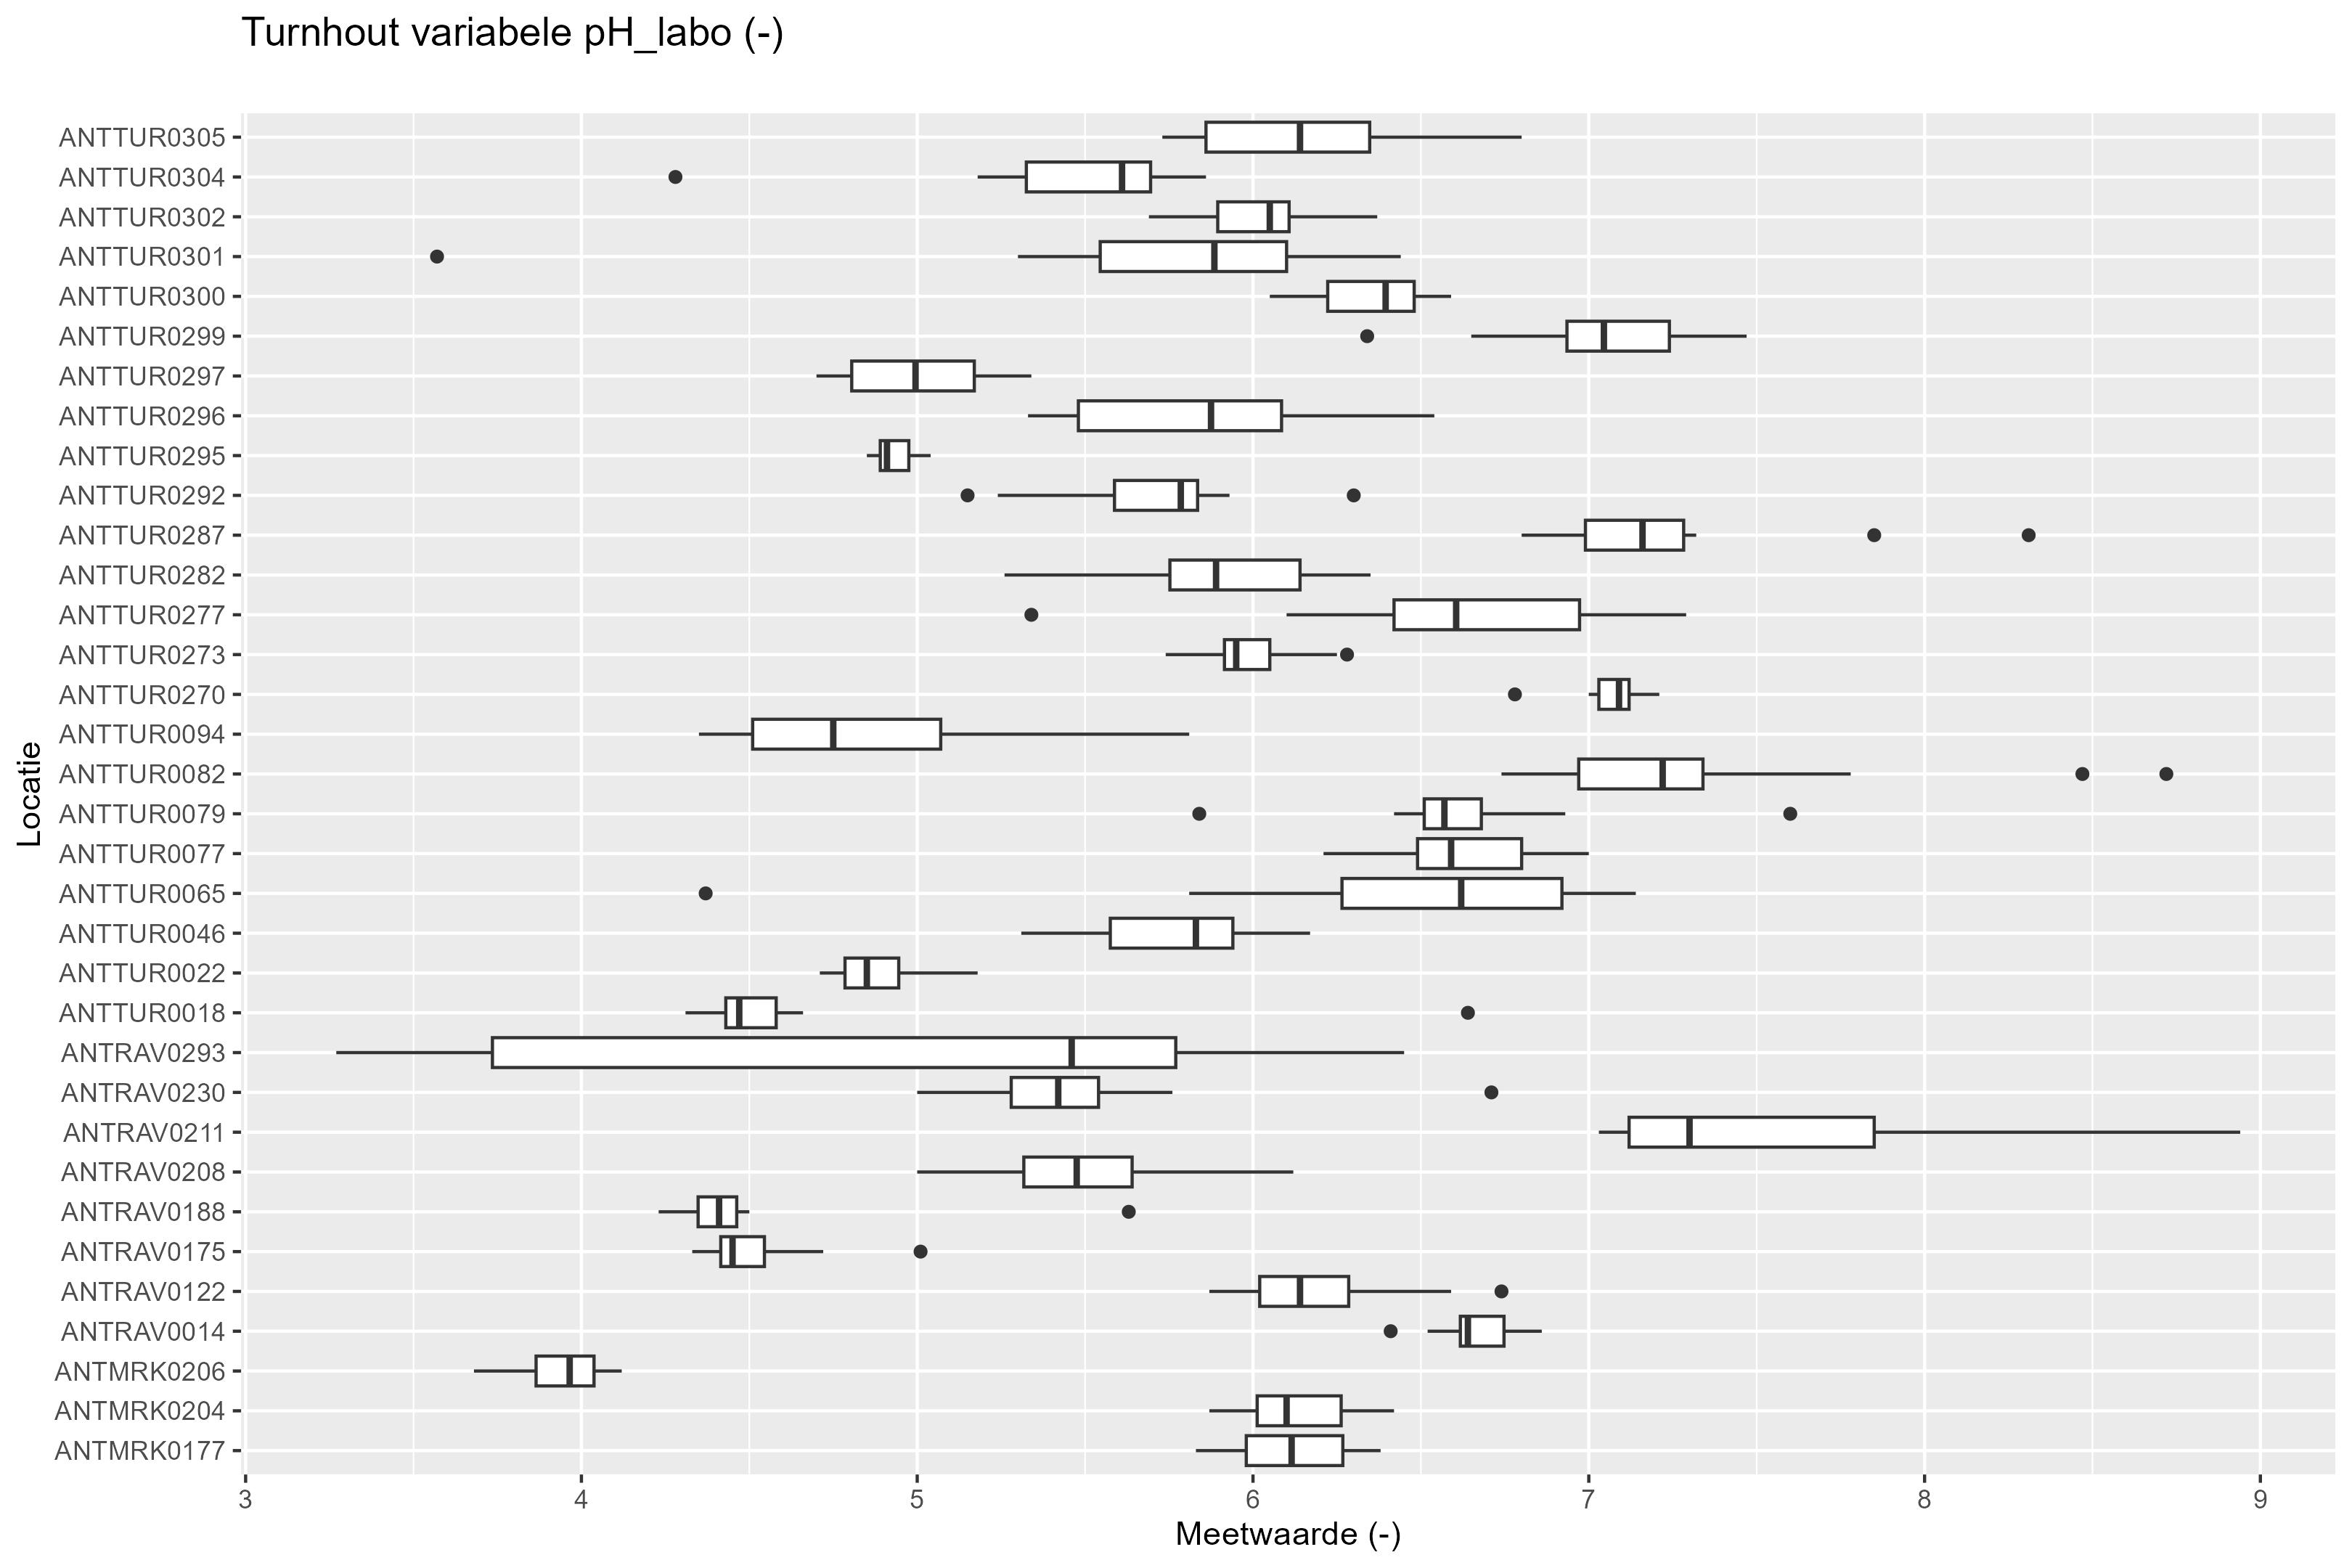 Turnhout variabele pH_labo (-)
ANTTUR0305
ANTTUR0304
ANTTUR0302
ANTTUR0301
ANTTUR0300
ANTTUR0299
ANTTUR0297
ANTTUR0296
ANTTUR0295
ANTTUR0292
ANTTUR0287
ANTTUR0282
ANTTUR0277
ANTTUR0273
ANTTUR0270
ANTTUR0094
ANTTUR0082
ANTTUR0079
ANTTUR0077
ANTTUR0065
ANTTUR0046
ANTTUR0022
ANTTUR0018
ANTRAV0293
ANTRAV0230
ANTRAV0211
ANTRAV0208
ANTRAV0188
ANTRAV0175
ANTRAV0122
ANTRAV0014
ANTMRK0206
ANTMRK0204
ANTMRK0177
Locatie
3 4 5 6 7 8 9
Meetwaarde (-)